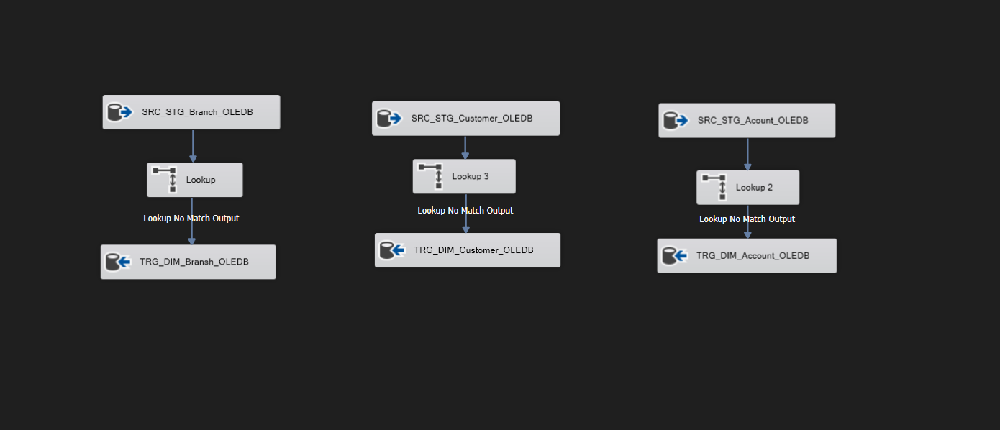 SRC_STG_Branch_OLEDB
Lookup
Lookup No Match Output
TRG_DIM_Bransh_OLEDB
SRC_STG_Customer_OLEDB
Lookup 3
Lookup No Match Output
TRG_DIM_Customer_OLEDB
SRC_STG_Acount_OLEDB
Lookup 2
Lookup No Match Output
TRG_DIM_Account_OLEDB